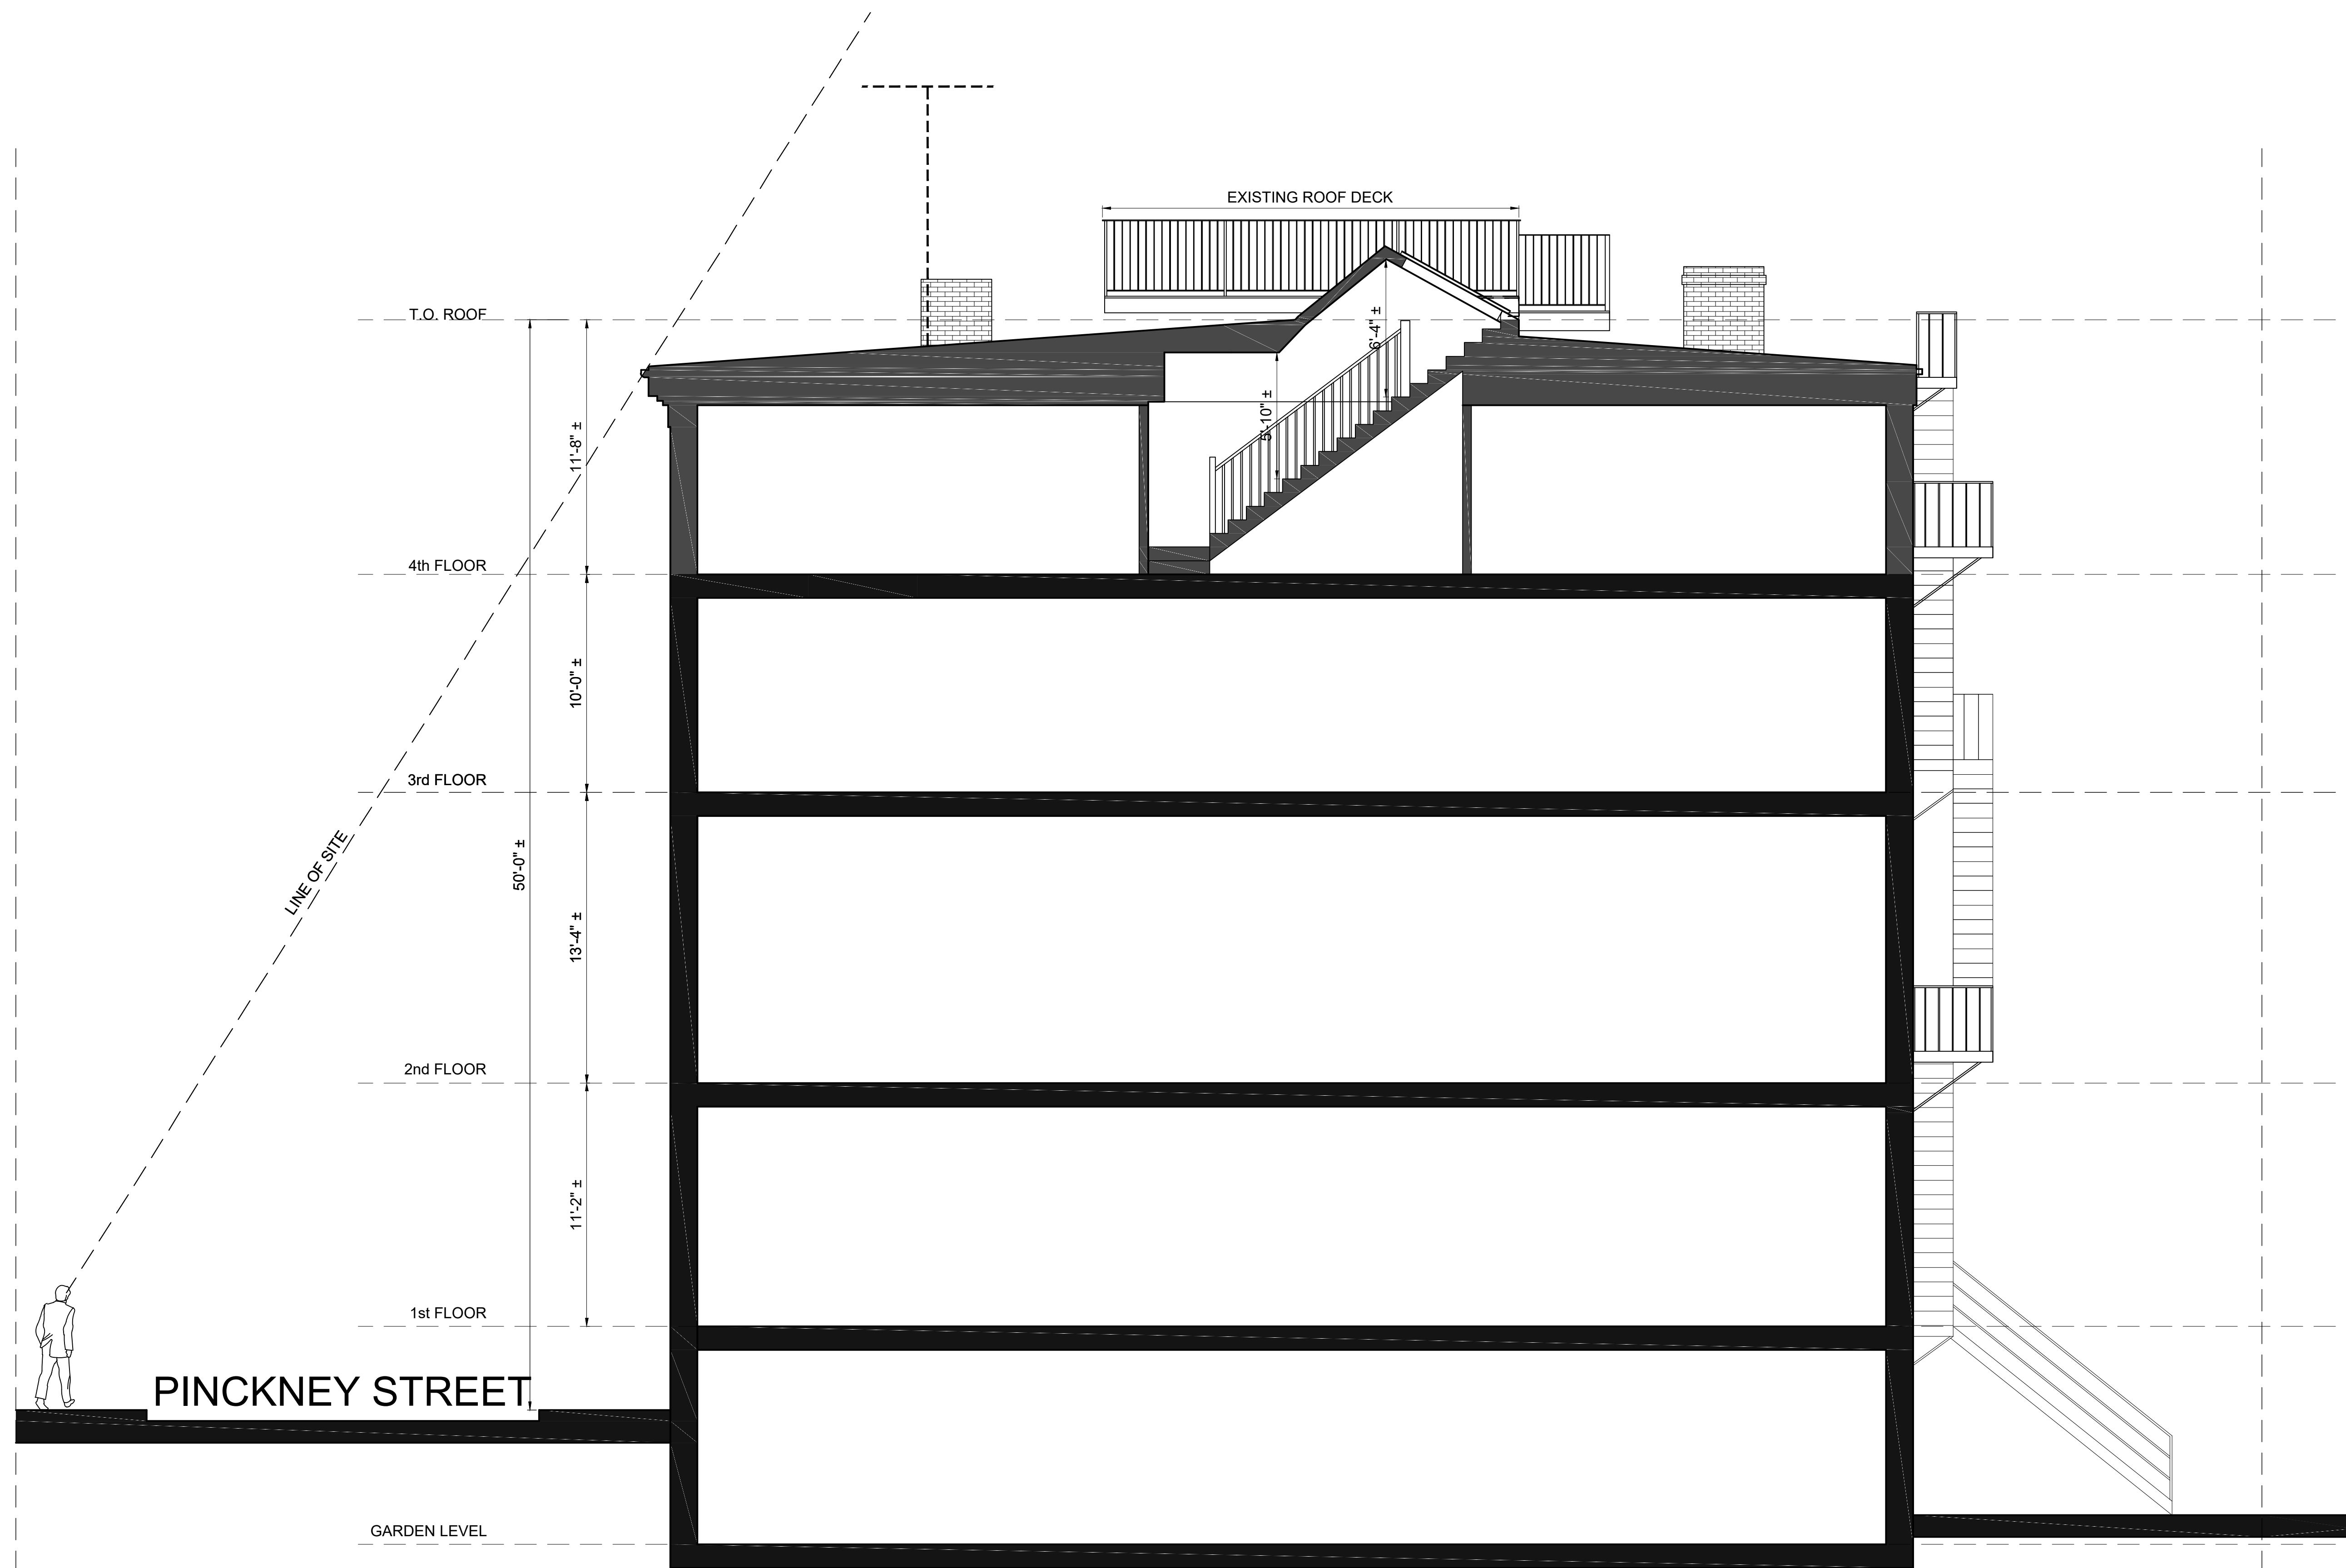 EXISTING ROOF DECK
T.O. ROOF
6'-4" ±
5'-10" ±
11'-8" ±
4th FLOOR
10'-0" ±
3rd FLOOR
LINE OF SITE
50'-0" ±
13'-4" ±
2nd FLOOR
11'-2" ±
1st FLOOR
PINCKNEY STREET
GARDEN LEVEL